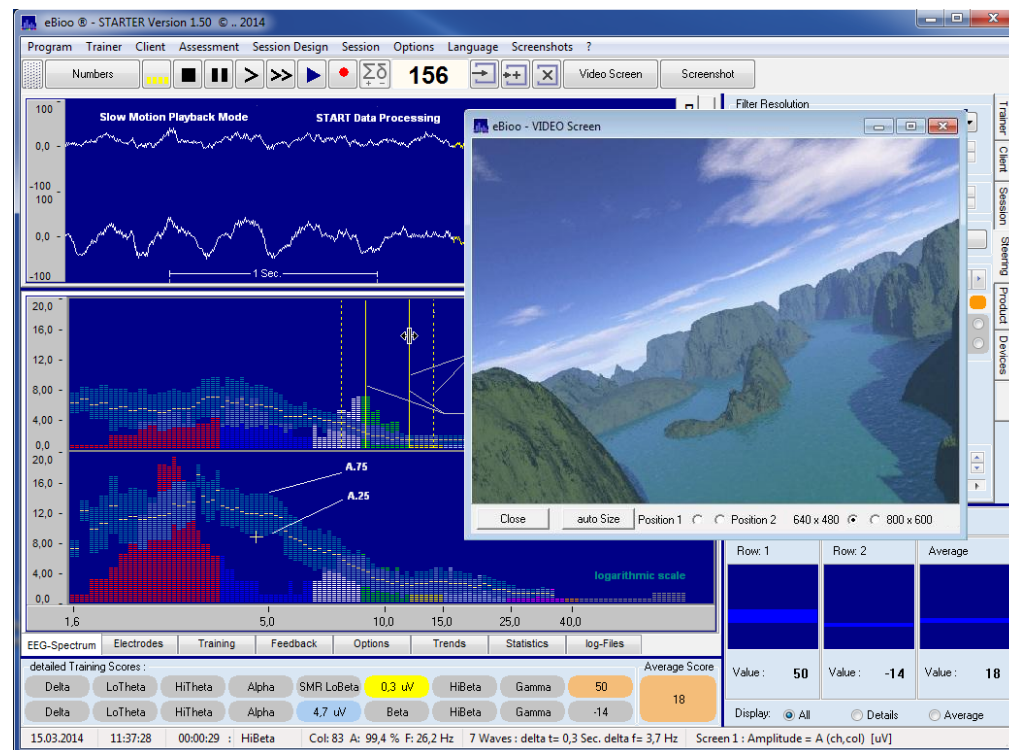 eBioo ® - STARTER Version 1.50 © .. 2014
Program Trainer Client Assessment Session Design Session Options Language Screenshots ?
Numbers > >> Σδ + - 156 Video Screen Screenshot
100
Slow Motion Playback Mode START Data Processing
0,0
-100
100
0,0
-100
1 Sec.
Filter Resolution
eBioo - VIDEO Screen
Close auto Size Position 1 Position 2 640 x 480 800 x 600
Trainer
Client
Session
Steering
Product
Devices
20,0
16,0
12,0
8,00
4,00
0,0
20,0
16,0
12,0
8,00
4,00
0,0
A.75
A.25
logarithmic scale
1,6 5,0 10,0 15,0 25,0 40,0
EEG-Spectrum Electrodes Training Feedback Options Trends Statistics log-Files
Row: 1 Row: 2 Average
Value : 50 Value : -14 Value : 18
Display: All Details Average
detailed Training Scores : Average Score
Delta LoTheta HiTheta Alpha SMR LoBeta 0,3 uV HiBeta Gamma 50
18
Delta LoTheta HiTheta Alpha 4,7 uV Beta HiBeta Gamma -14
15.03.2014 11:37:28 00:00:29 : HiBeta Col: 83 A: 99,4 % F: 26,2 Hz 7 Waves : delta t= 0,3 Sec. delta f= 3,7 Hz Screen 1 : Amplitude = A (ch,col) [uV]